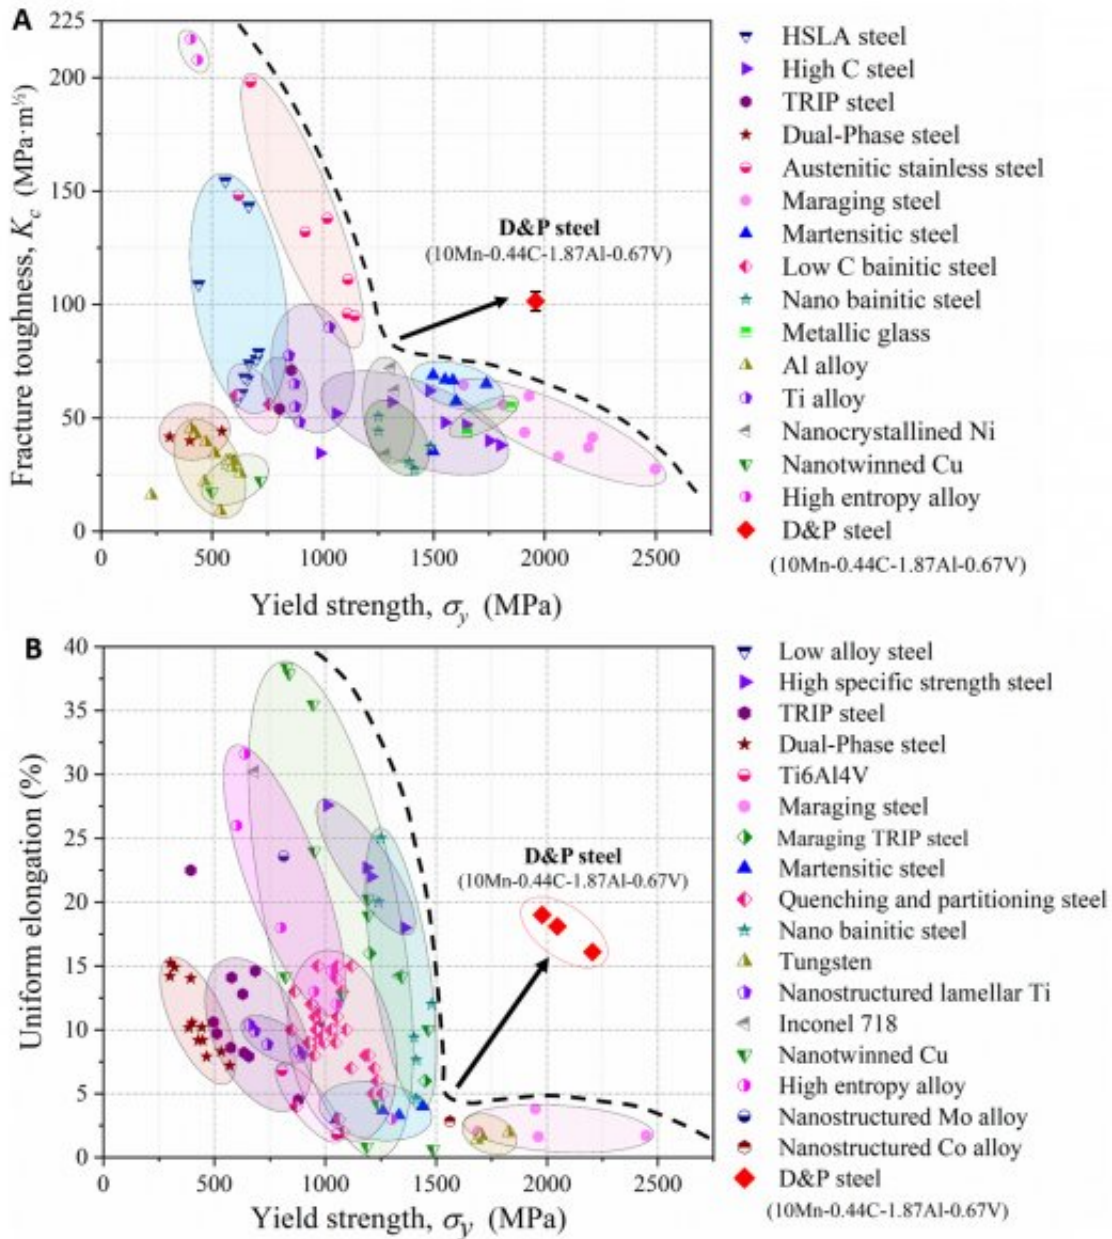 A
Fracture toughness, K_c (MPa·m^½)
225
200
150
100
50
0
0 500 1000 1500 2000 2500
Yield strength, σ_y (MPa)
D&P steel
(10Mn-0.44C-1.87Al-0.67V)
HSLA steel
High C steel
TRIP steel
Dual-Phase steel
Austenitic stainless steel
Maraging steel
Martensitic steel
Low C bainitic steel
Nano bainitic steel
Metallic glass
Al alloy
Ti alloy
Nanocrystallined Ni
Nanotwinned Cu
High entropy alloy
D&P steel
(10Mn-0.44C-1.87Al-0.67V)
B
Uniform elongation (%)
40
35
30
25
20
15
10
5
0
0 500 1000 1500 2000 2500
Yield strength, σy (MPa)
D&P steel
(10Mn-0.44C-1.87Al-0.67V)
Low alloy steel
High specific strength steel
TRIP steel
Dual-Phase steel
Ti6Al4V
Maraging steel
Maraging TRIP steel
Martensitic steel
Quenching and partitioning steel
Nano bainitic steel
Tungsten
Nanostructured lamellar Ti
Inconel 718
Nanotwinned Cu
High entropy alloy
Nanostructured Mo alloy
Nanostructured Co alloy
D&P steel
(10Mn-0.44C-1.87Al-0.67V)